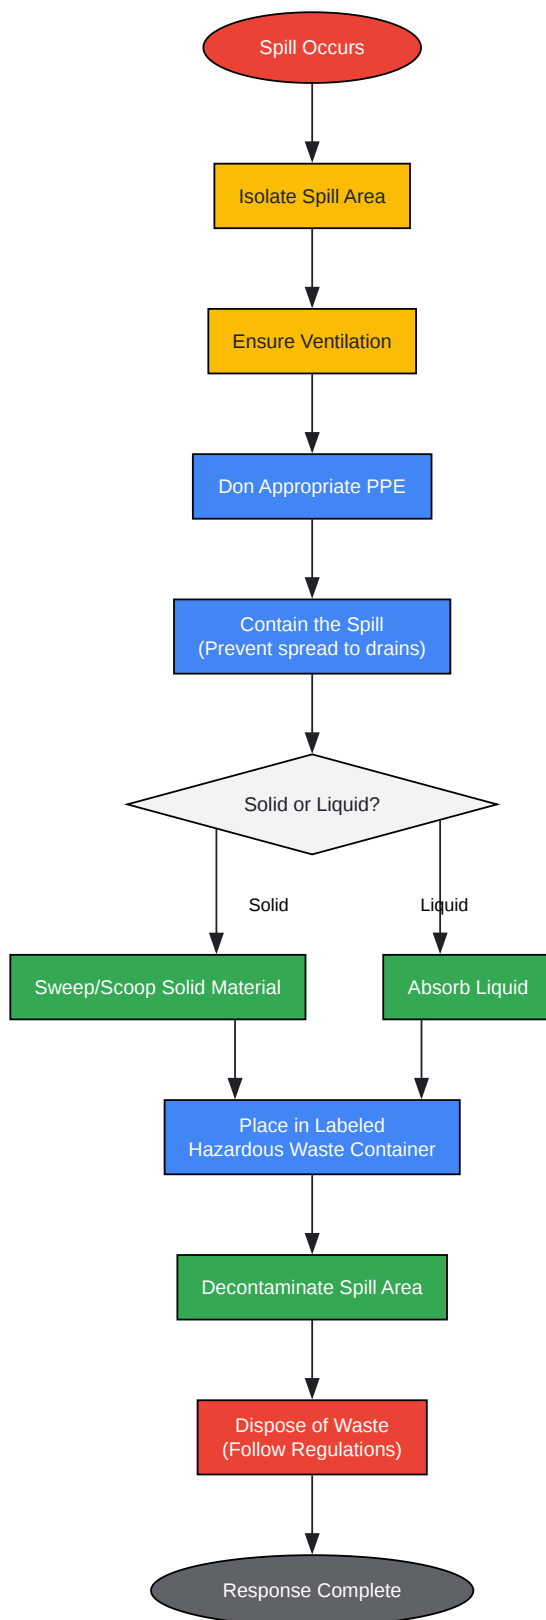 Spill Occurs
Isolate Spill Area
Ensure Ventilation
Don Appropriate PPE
Contain the Spill
(Prevent spread to drains)
Solid or Liquid?
Solid
Liquid
Sweep/Scoop Solid Material
Absorb Liquid
Place in Labeled
Hazardous Waste Container
Decontaminate Spill Area
Dispose of Waste
(Follow Regulations)
Response Complete